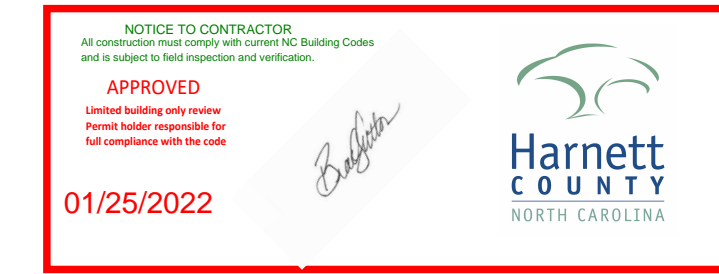 NOTICE TO CONTRACTOR
All construction must comply with current NC Building Codes
and is subject to field inspection and verification.
APPROVED
Limited building only review
Permit holder responsible for
full compliance with the code
01/25/2022
Brad Sutton
Harnett
COUNTY
NORTH CAROLINA